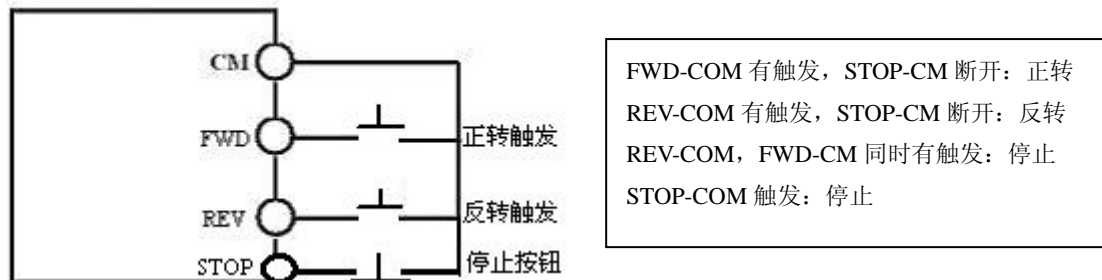 CM
FWD
正转触发
REV
反转触发
STOP
停止按钮
FWD-COM 有触发，STOP-CM 断开：正转
REV-COM 有触发，STOP-CM 断开：反转
REV-COM，FWD-CM 同时有触发：停止
STOP-COM 触发：停止